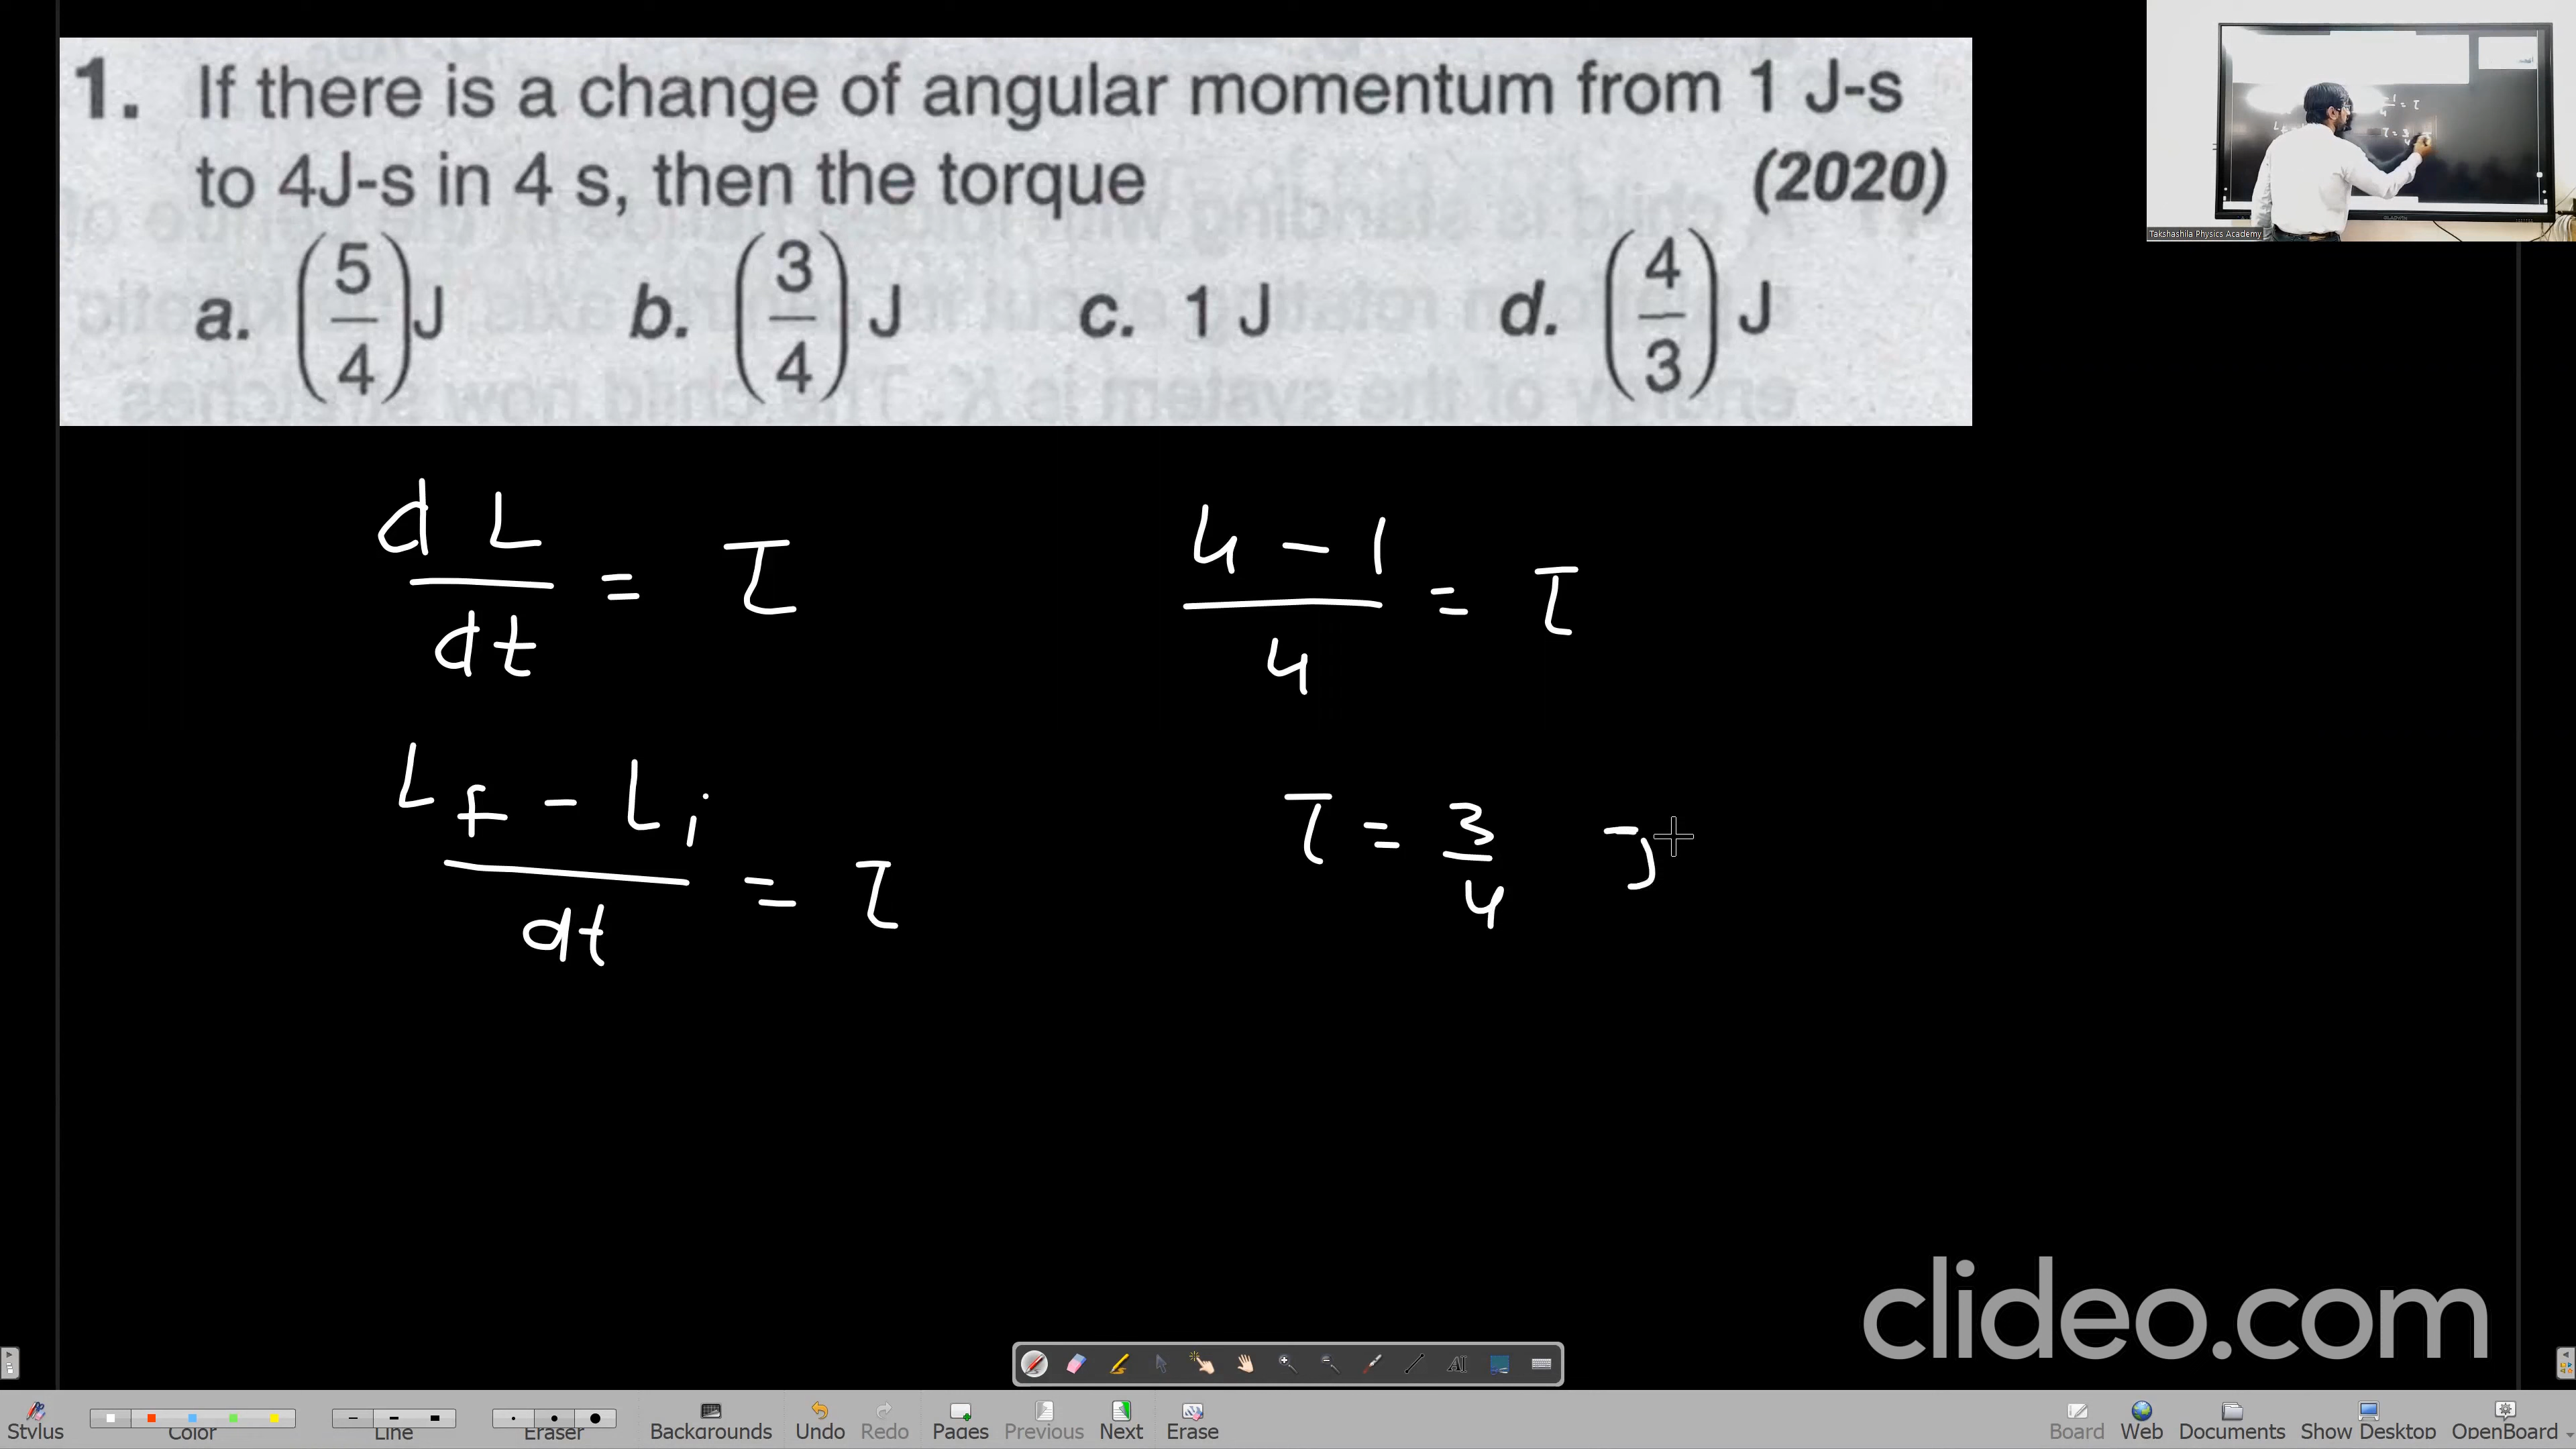 1. If there is a change of angular momentum from 1 J-s
to 4J-s in 4 s, then the torque (2020)
a. (5/4)J b. (3/4) J c. 1 J d. (4/3) J
dL/dt = τ
(Lf - Li)/dt = τ
(4 - 1)/4 = τ
τ = 3/4 J
Takshashila Physics Academy
clideo.com
Stylus Color Line Eraser Backgrounds Undo Redo Pages Previous Next Erase Board Web Documents Show Desktop OpenBoard